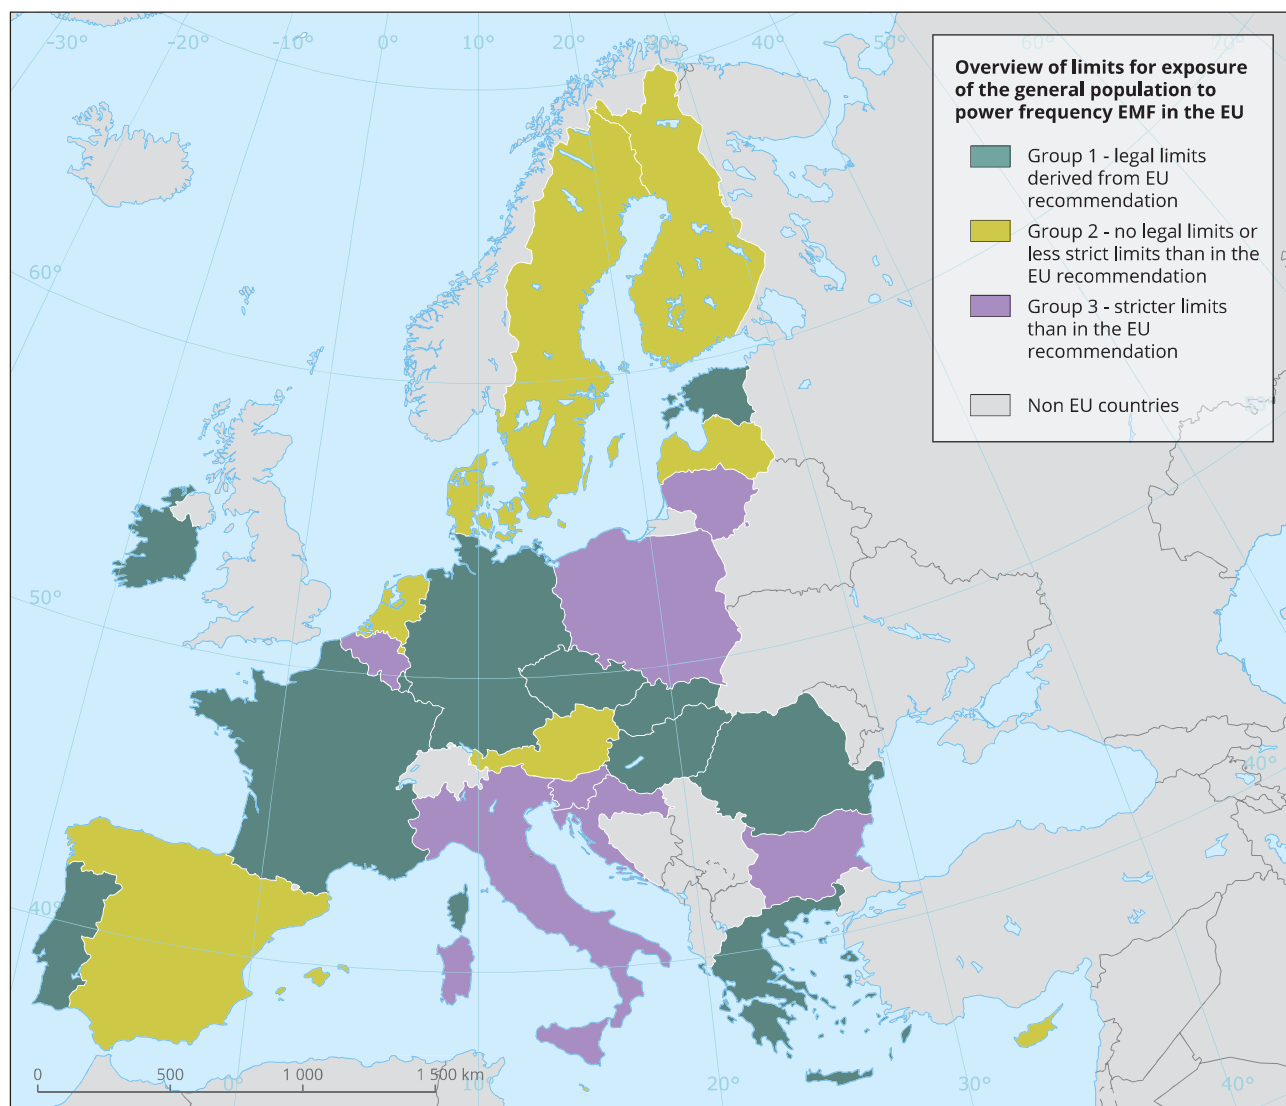 -30°
-20°
-10°
0°
10°
20°
30°
40°
50°
60°
70°
Overview of limits for exposure
of the general population to
power frequency EMF in the EU
Group 1 - legal limits
derived from EU
recommendation
Group 2 - no legal limits or
less strict limits than in the
EU recommendation
Group 3 - stricter limits
than in the EU
recommendation
Non EU countries
60°
50°
50°
40°
40°
0
500
1 000
1 500 km
0°
10°
20°
30°
40°